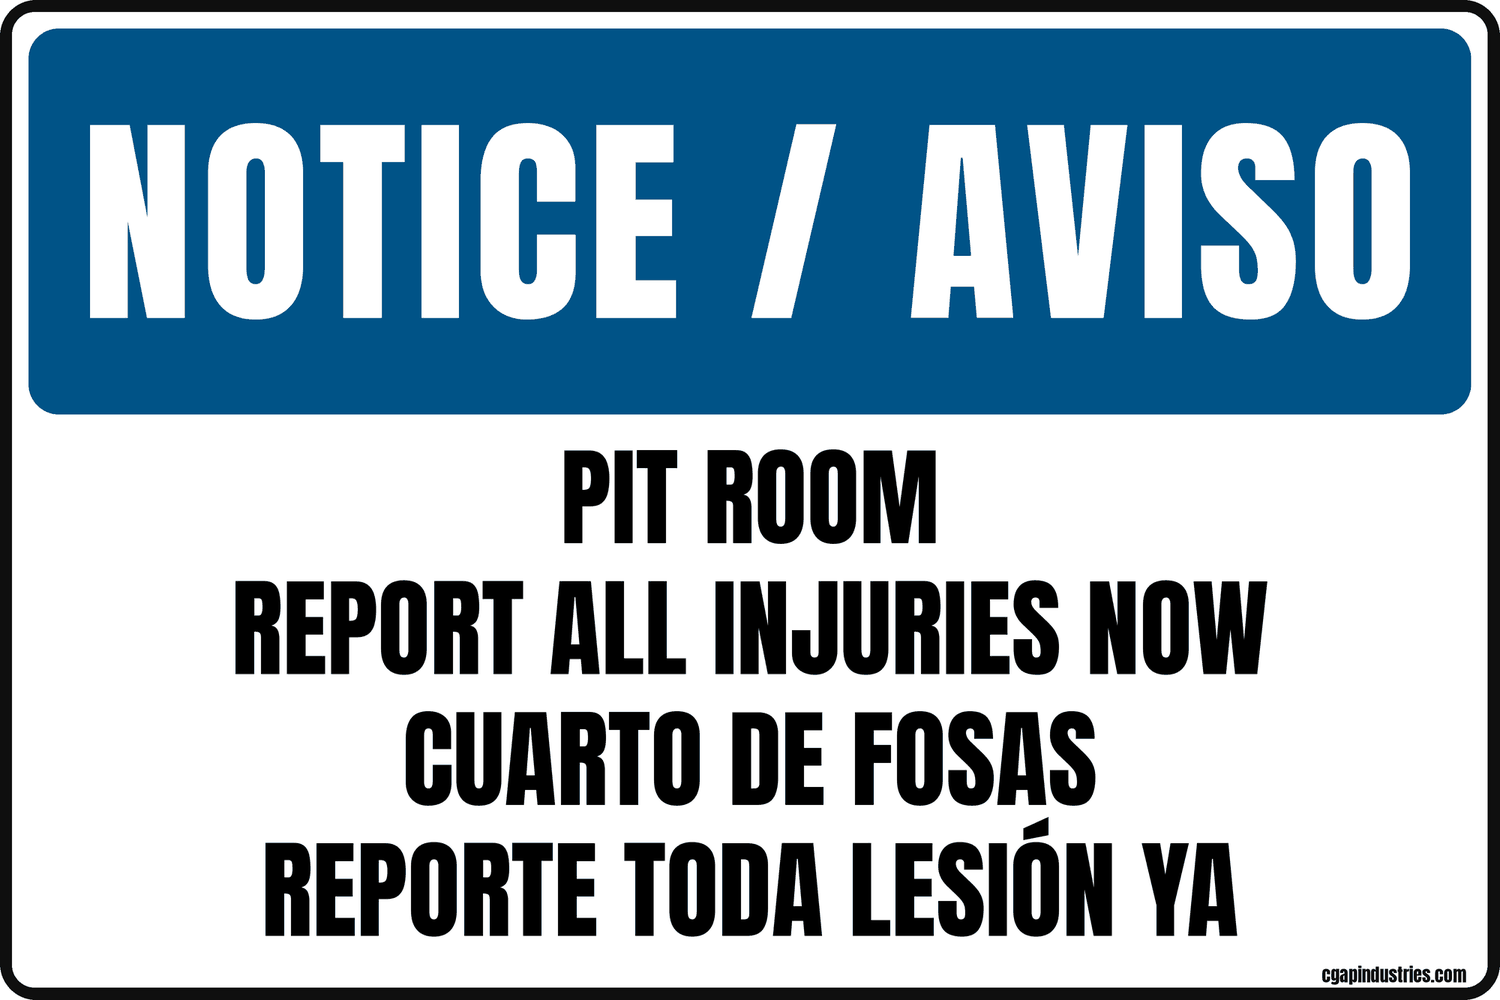 NOTICE / AVISO
PIT ROOM
REPORT ALL INJURIES NOW
CUARTO DE FOSAS
REPORTE TODA LESIÓN YA
cgapindustries.com